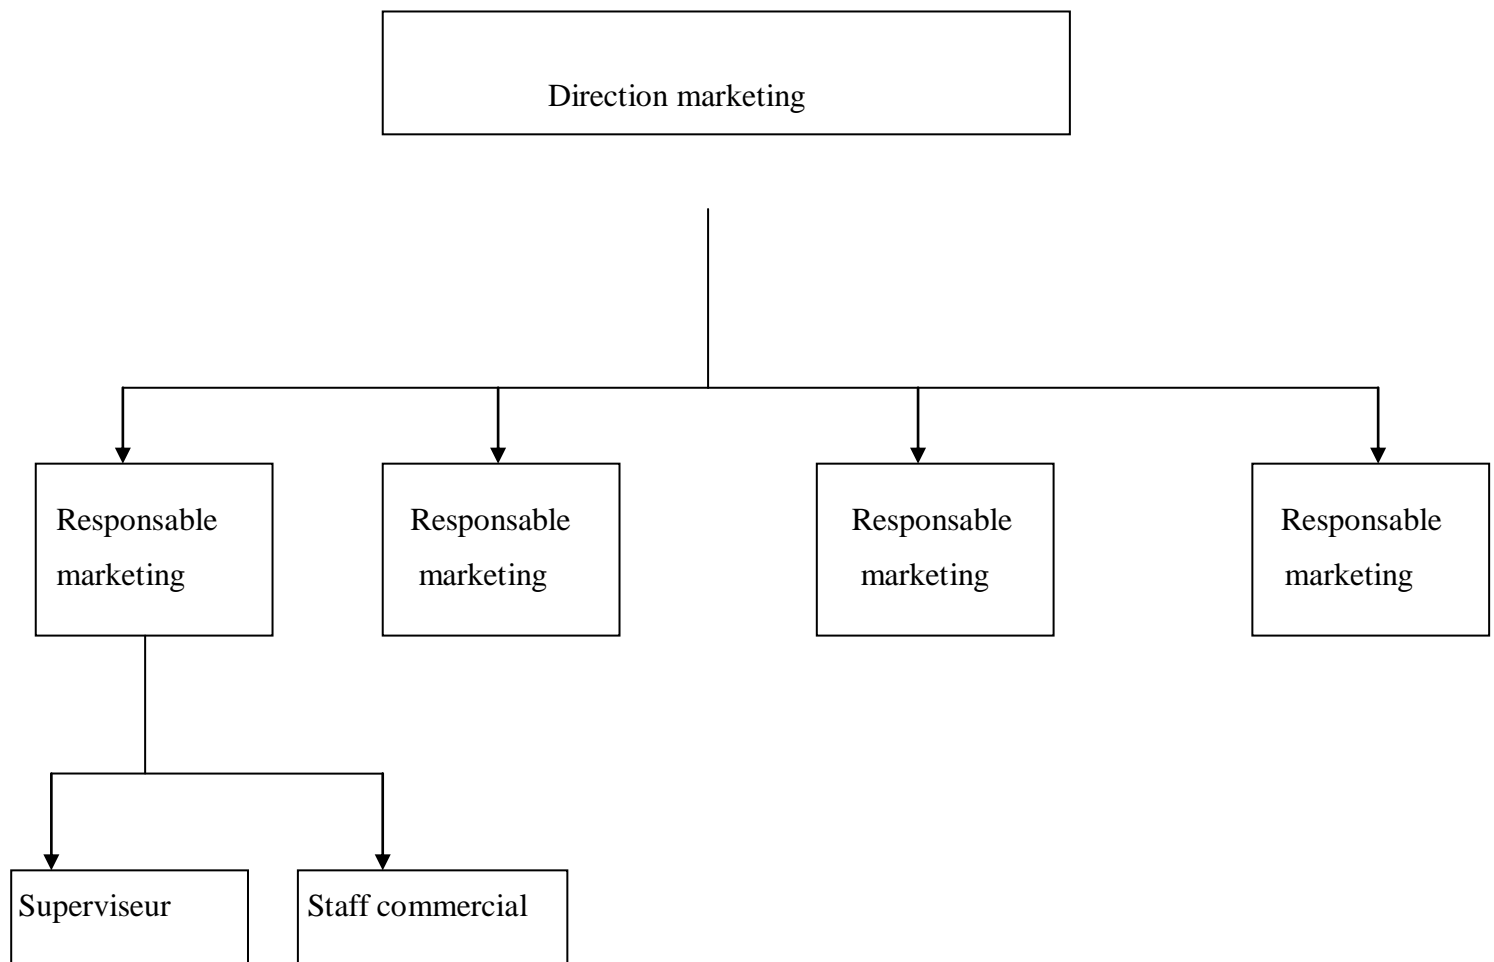 Direction marketing
Responsable
marketing
Responsable
marketing
Responsable
marketing
Responsable
marketing
Superviseur
Staff commercial